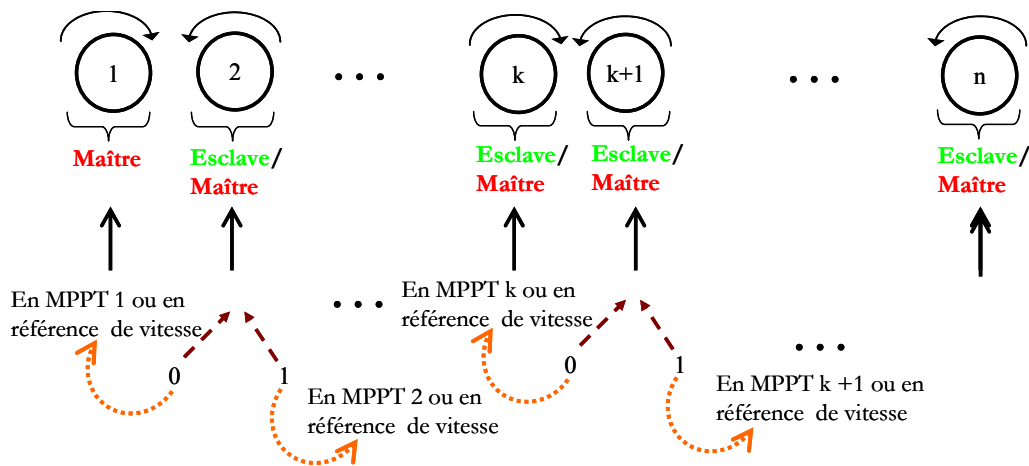 1
2
• • •
k
k+1
• • •
n
Maître
Esclave/
Maître
Esclave/
Maître
Esclave/
Maître
Esclave/
Maître
En MPPT 1 ou en
référence de vitesse
• • •
En MPPT k ou en
référence de vitesse
0
1
0
1
• • •
En MPPT 2 ou en
référence de vitesse
En MPPT k +1 ou en
référence de vitesse